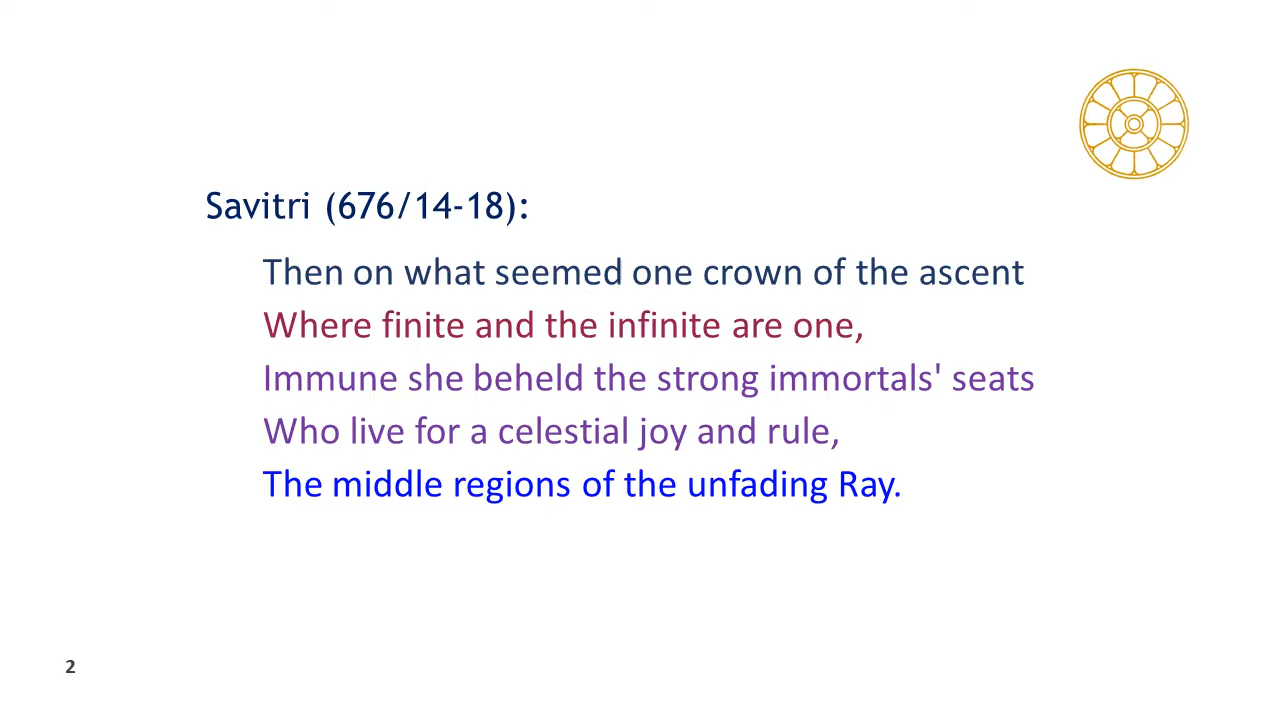 Savitri (676/14-18):
Then on what seemed one crown of the ascent
Where finite and the infinite are one,
Immune she beheld the strong immortals' seats
Who live for a celestial joy and rule,
The middle regions of the unfading Ray.
2